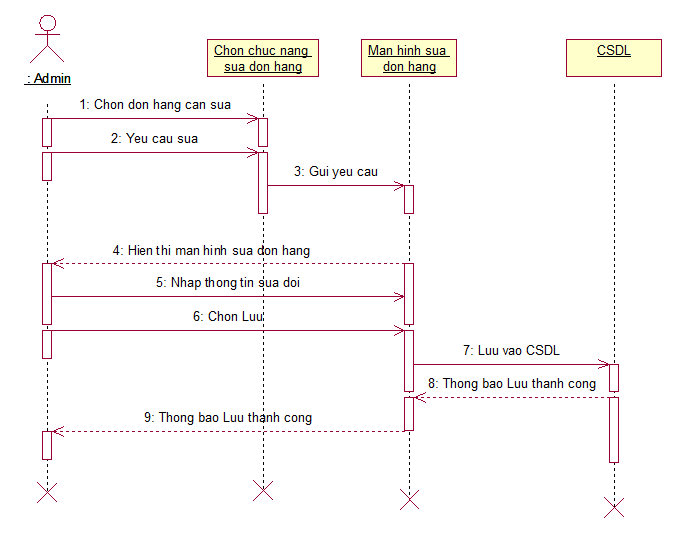 : Admin
Chon chuc nang
sua don hang
Man hinh sua
don hang
CSDL
1: Chon don hang can sua
2: Yeu cau sua
3: Gui yeu cau
4: Hien thi man hinh sua don hang
5: Nhap thong tin sua doi
6: Chon Luu
7: Luu vao CSDL
8: Thong bao Luu thanh cong
9: Thong bao Luu thanh cong